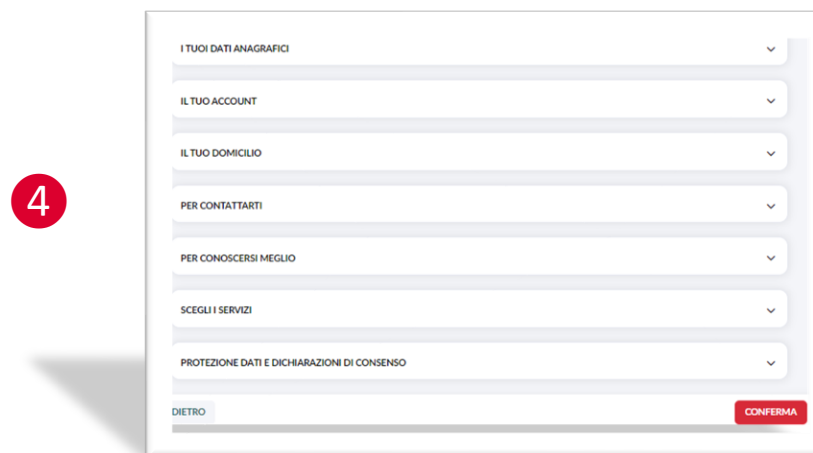 I TUOI DATI ANAGRAFICI
IL TUO ACCOUNT
IL TUO DOMICILIO
4
PER CONTATTARTI
PER CONOSCERSI MEGLIO
SCEGLI I SERVIZI
PROTEZIONE DATI E DICHIARAZIONI DI CONSENSO
DIETRO
CONFERMA